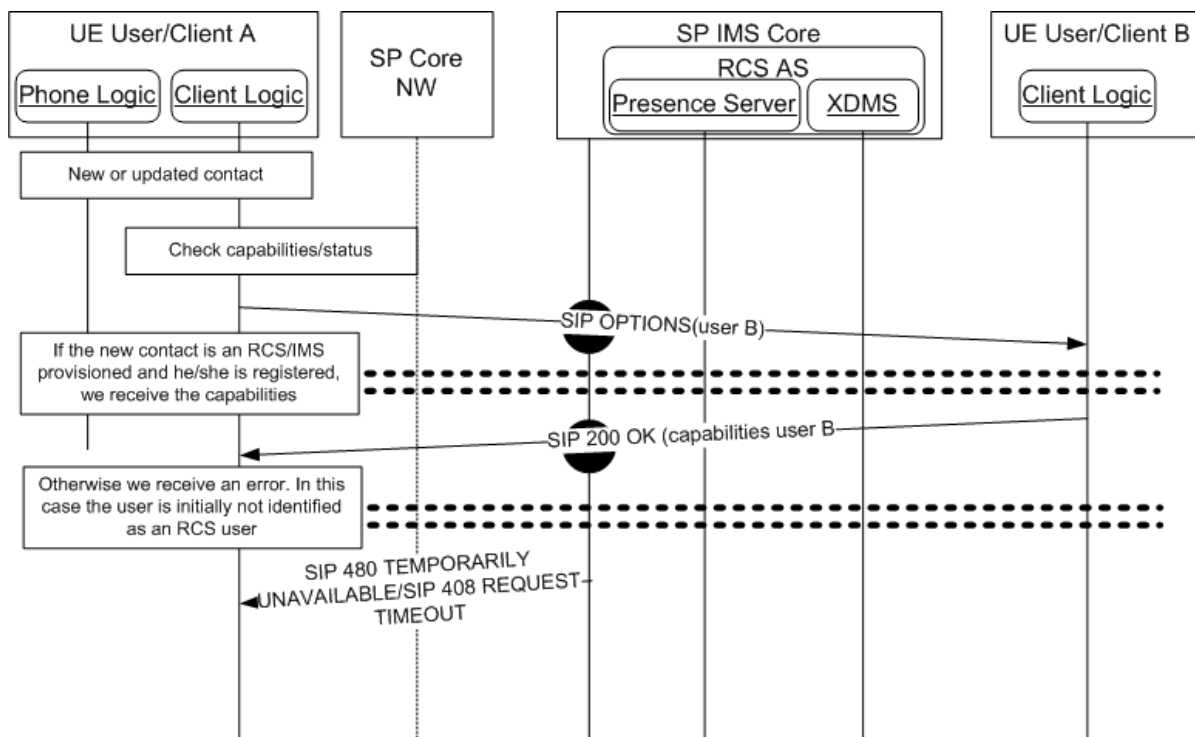 UE User/Client A
Phone Logic
Client Logic
SP Core
NW
SP IMS Core
RCS AS
Presence Server
XDMS
UE User/Client B
Client Logic
New or updated contact
Check capabilities/status
SIP OPTIONS(user B)
If the new contact is an RCS/IMS
provisioned and he/she is registered,
we receive the capabilities
SIP 200 OK (capabilities user B
Otherwise we receive an error. In this
case the user is initially not identified
as an RCS user
SIP 480 TEMPORARILY
UNAVAILABLE/SIP 408 REQUEST
TIMEOUT